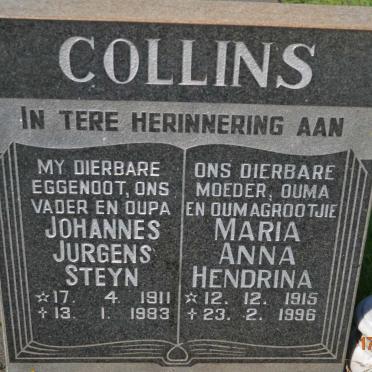 COLLINS
IN TERE HERINNERING AAN
MY DIERBARE
EGGENOOT, ONS
VADER EN OUPA
JOHANNES
JURGENS
STEYN
☆ 17. 4. 1911
✝ 13. 1. 1983
ONS DIERBARE
MOEDER, OUMA
EN OUMAGROOTJIE
MARIA
ANNA
HENDRINA
☆ 12. 12. 1915
✝ 23. 2. 1996